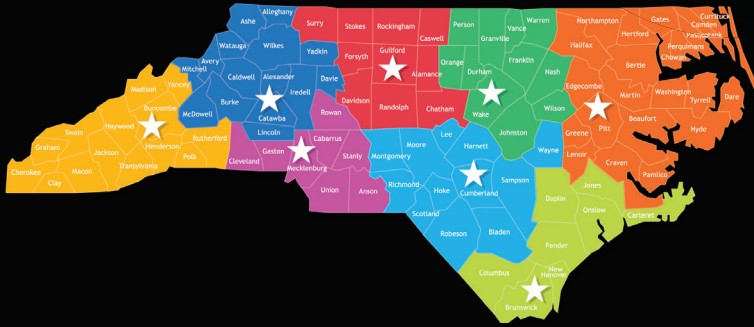 Ashe
Alleghany
Surry
Stokes
Rockingham
Caswell
Person
Granville
Vance
Warren
Northampton
Gates
Currituck
Camden
Pasquotank
Perquimans
Chowan
Hertford
Halifax
Bertie
Watauga
Wilkes
Yadkin
Forsyth
Guilford
Alamance
Orange
Durham
Franklin
Nash
Edgecombe
Martin
Washington
Tyrrell
Dare
Avery
Mitchell
Caldwell
Alexander
Iredell
Davie
Davidson
Randolph
Chatham
Wake
Wilson
Pitt
Beaufort
Hyde
Madison
Yancey
Buncombe
McDowell
Burke
Catawba
Rowan
Johnston
Greene
Lenoir
Craven
Pamlico
Swain
Haywood
Henderson
Rutherford
Polk
Cleveland
Lincoln
Gaston
Mecklenburg
Cabarrus
Stanly
Montgomery
Moore
Lee
Harnett
Wayne
Graham
Jackson
Transylvania
Cherokee
Clay
Macon
Union
Anson
Richmond
Hoke
Cumberland
Sampson
Duplin
Jones
Onslow
Carteret
Scotland
Robeson
Bladen
Pender
Columbus
New
Hanover
Brunswick